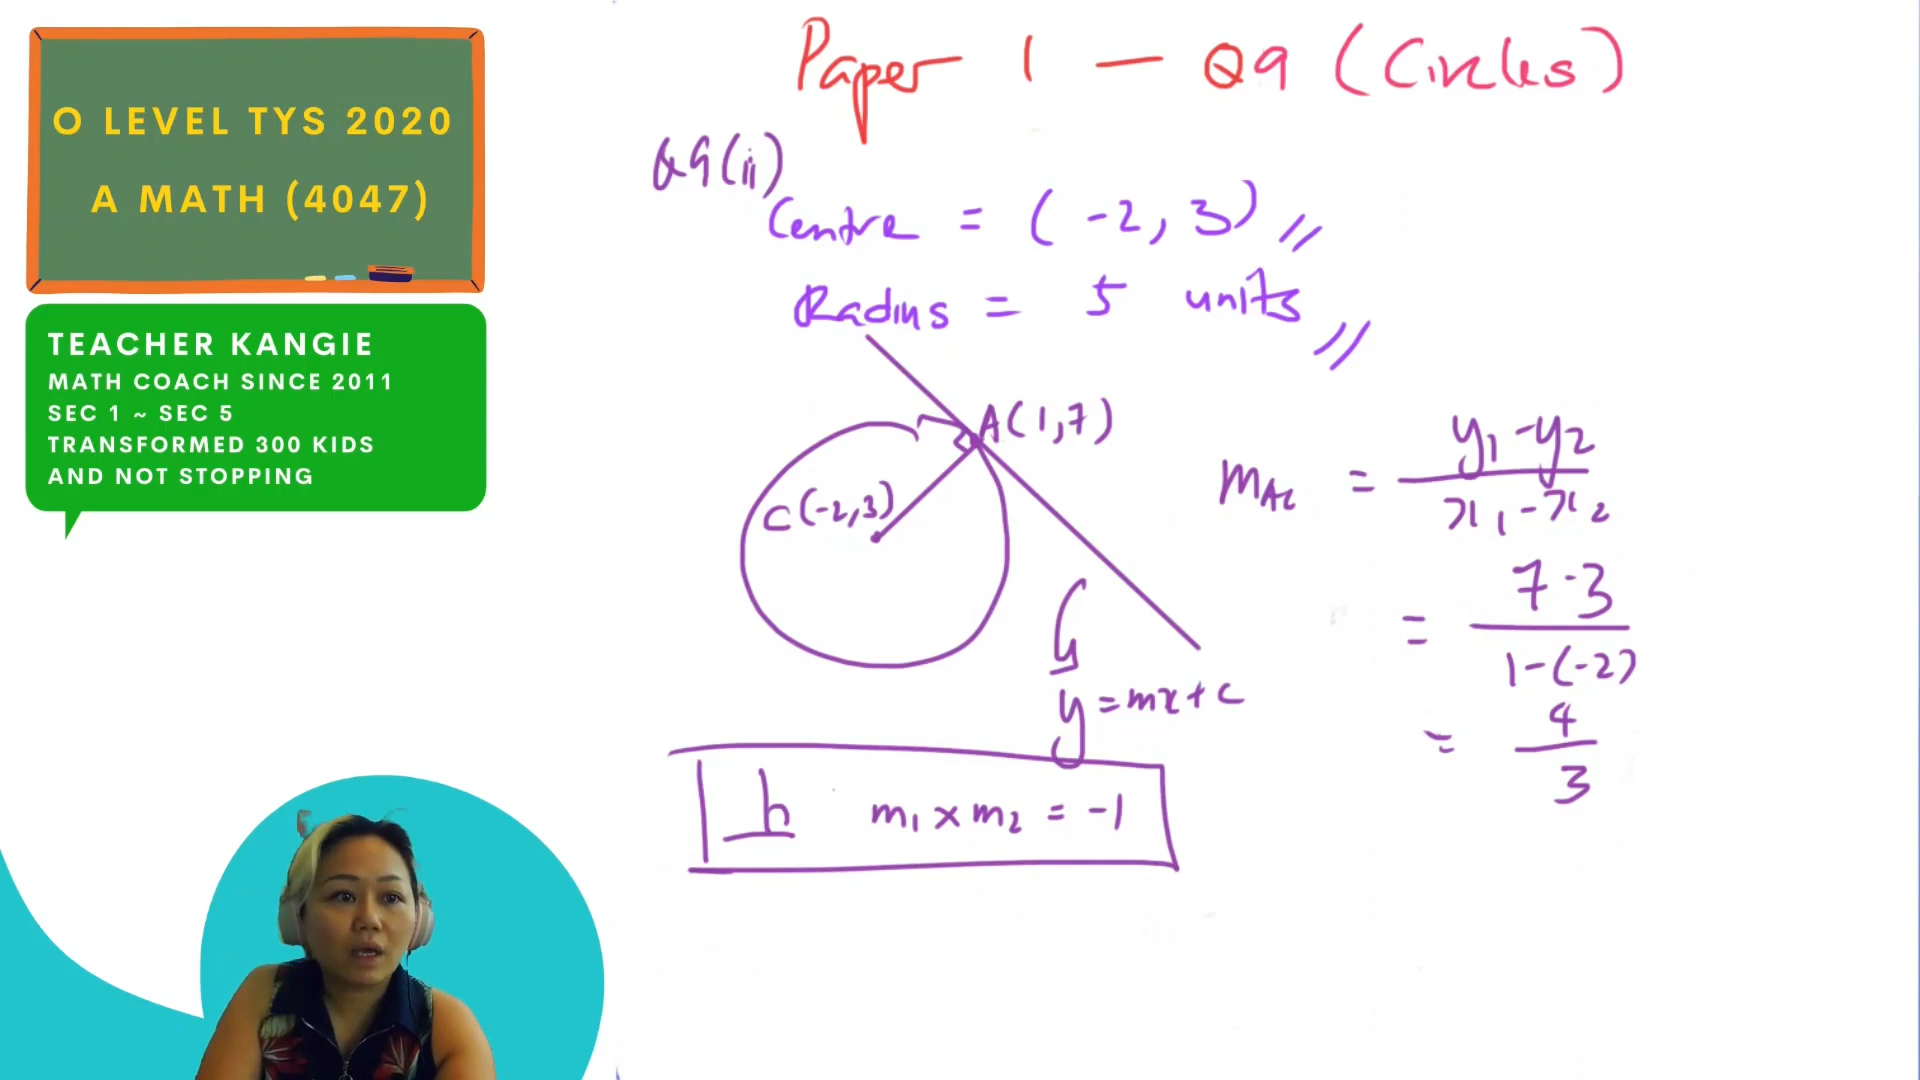 O LEVEL TYS 2020
A MATH (4047)
TEACHER KANGIE
MATH COACH SINCE 2011
SEC 1 ~ SEC 5
TRANSFORMED 300 KIDS
AND NOT STOPPING
Paper 1 — Q9 (Circles)
Q9(ii)
Centre = (-2, 3)//
Radius = 5 units//
A(1,7)
C(-2,3)
y = mx + c
m₁ × m₂ = -1
m_AC = (y₁ - y₂)/(x₁ - x₂)
= (7 - 3)/(1 - (-2))
= 4/3